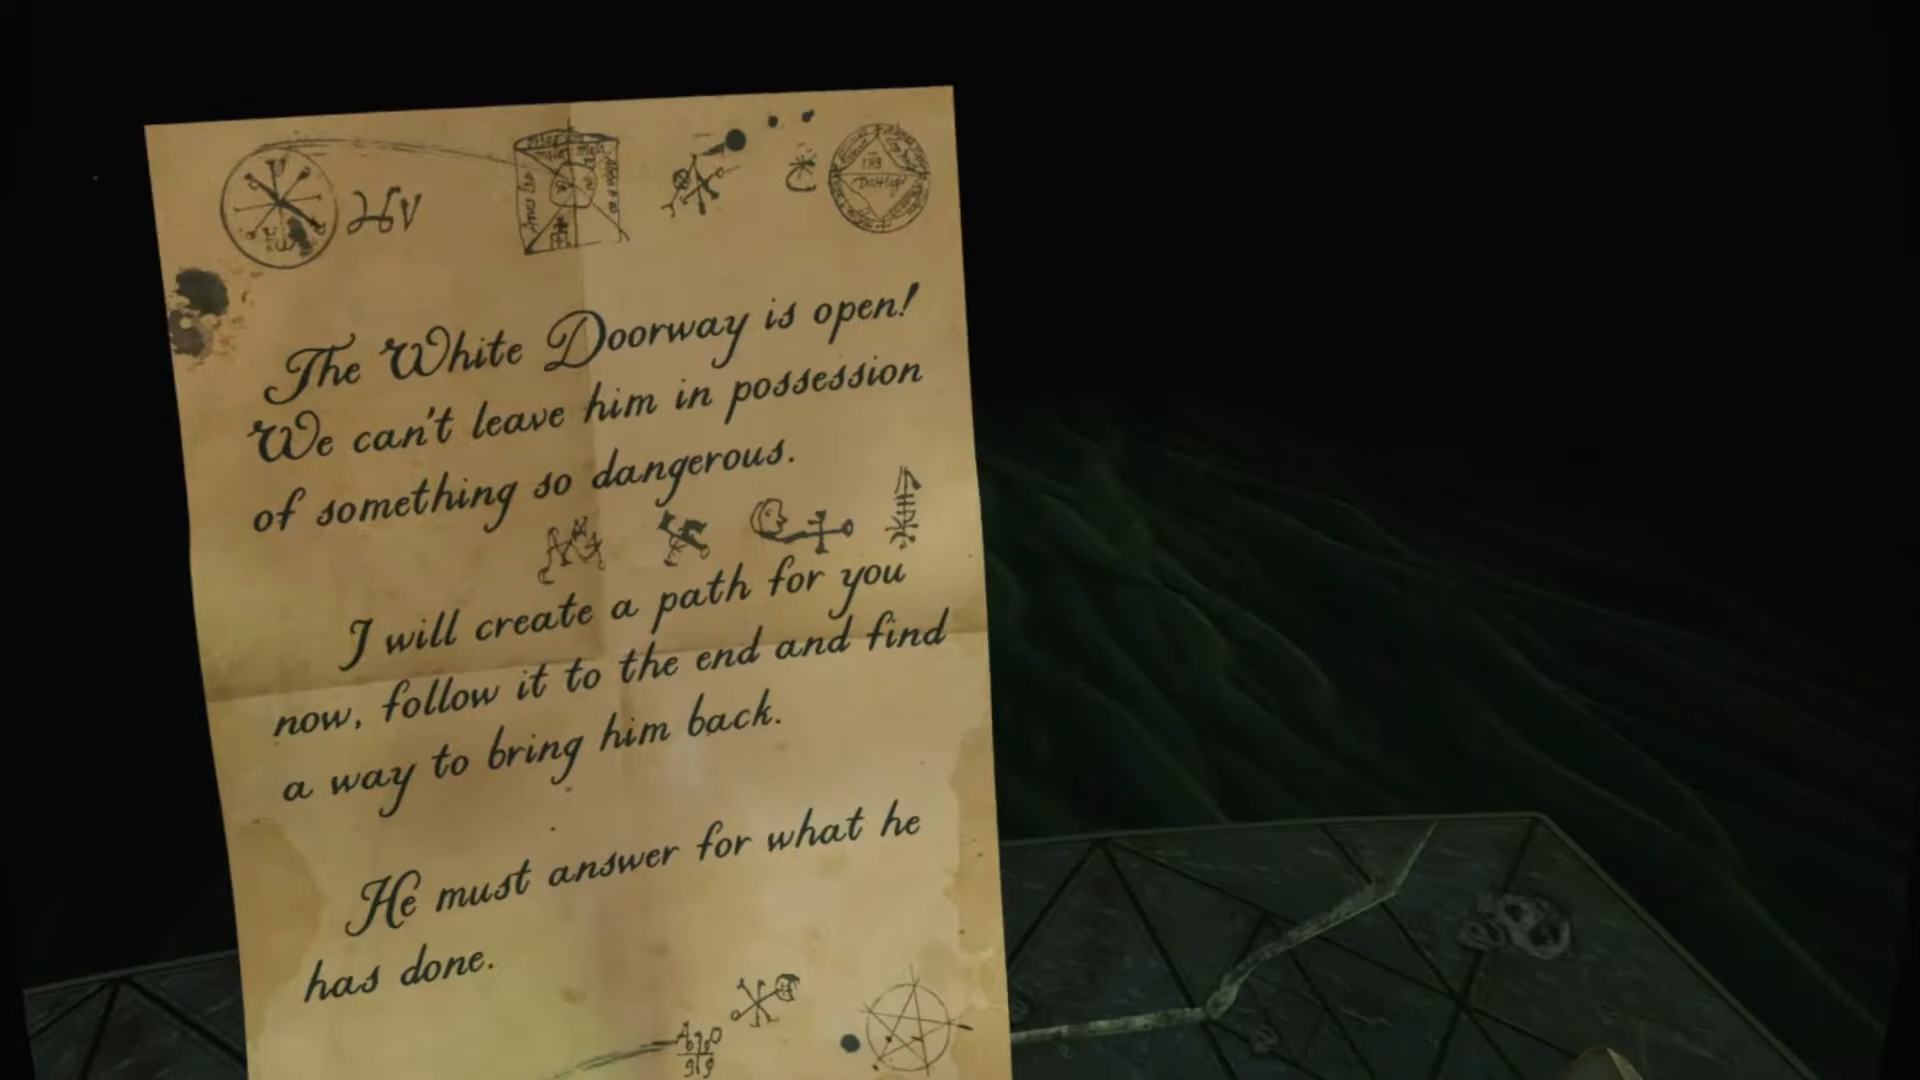 The White Doorway is open!
We can't leave him in possession
of something so dangerous.
I will create a path for you
now, follow it to the end and find
a way to bring him back.
He must answer for what he
has done.